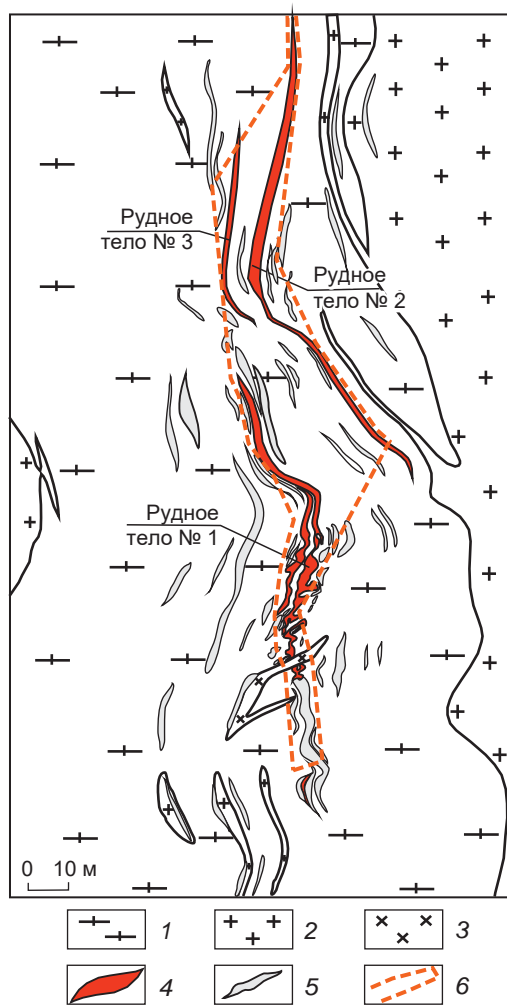 Рудное
тело № 3
Рудное
тело № 2
Рудное
тело № 1
0 10 м
1
2
3
4
5
6